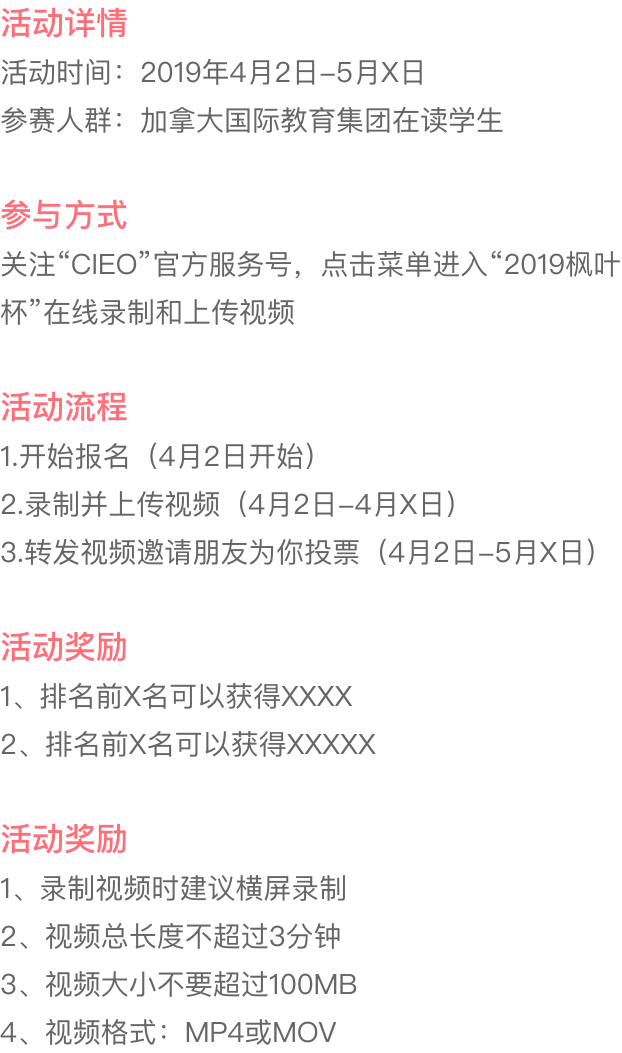 活动详情
活动时间：2019年4月2日-5月X日
参赛人群：加拿大国际教育集团在读学生
参与方式
关注“CIEO”官方服务号，点击菜单进入“2019枫叶
杯”在线录制和上传视频
活动流程
1.开始报名（4月2日开始）
2.录制并上传视频（4月2日-4月X日）
3.转发视频邀请朋友为你投票（4月2日-5月X日）
活动奖励
1、排名前X名可以获得XXXX
2、排名前X名可以获得XXXXX
活动奖励
1、录制视频时建议横屏录制
2、视频总长度不超过3分钟
3、视频大小不要超过100MB
4、视频格式：MP4或MOV